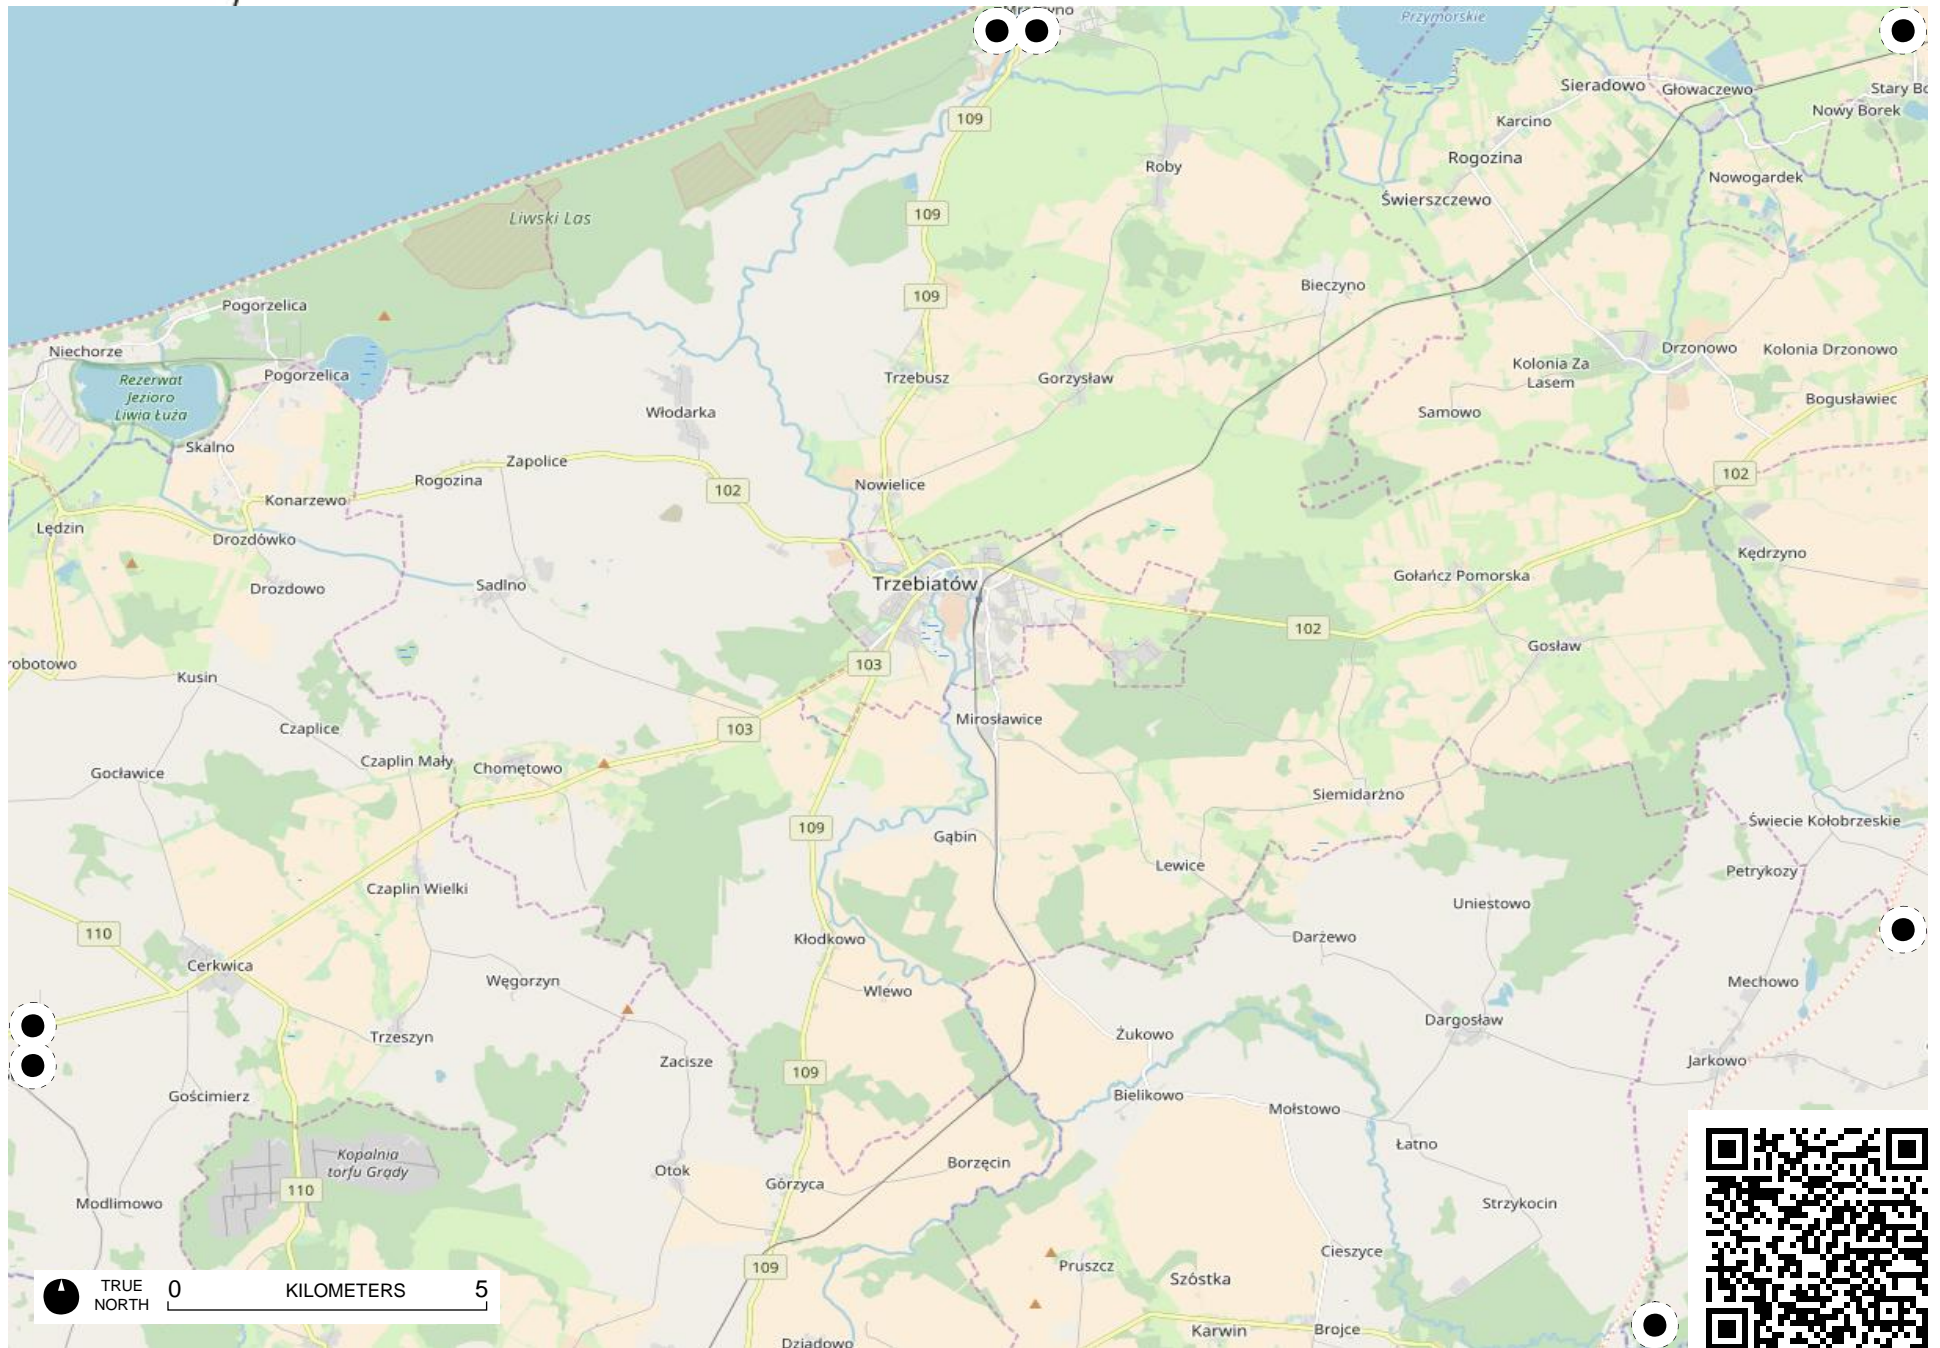 Przymorskie
Sieradowo
Głowaczewo
Nowy Borek
Karcino
109
Roby
Rogozina
Nowogardek
Świerszczewo
109
Liwski Las
Bieczyno
109
Pogorzelica
Niechorze
Drzonowo
Kolonia Drzonowo
Kolonia Za
Lasem
Pogorzelica
Trzebusz
Gorzysław
Rezerwat
Jezioro
Liwia Łuża
Włodarka
Samowo
Bogusławiec
Skalno
Zapolice
Rogozina
102
Nowielice
102
Konarzewo
Lędzin
Drozdówko
Kędrzyno
Drozdowo
Sadlno
Trzebiatów
Gołańcz Pomorska
102
Gosław
robotowo
103
Kusin
Czaplice
103
Mirosławice
Czaplin Mały
Chomętowo
Gocławice
Siemidarżno
109
Gąbin
Świecie Kołobrzeskie
Lewice
Petrykozy
Czaplin Wielki
Uniestowo
110
Kłodkowo
Darżewo
Cerkwica
Węgorzyn
Wlewo
Mechowo
Trzeszyn
Żukowo
Dargosław
Zacisze
109
Jarkowo
Gościmierz
Bielikowo
Mołstowo
Kopalnia
torfu Grądy
Łatno
110
Otok
Górzyca
Borzęcin
Modlimowo
Strzykocin
Cieszyce
109
Pruszcz
Szóstka
TRUE
NORTH
0 KILOMETERS 5
Karwin
Brojce
Dziadowo